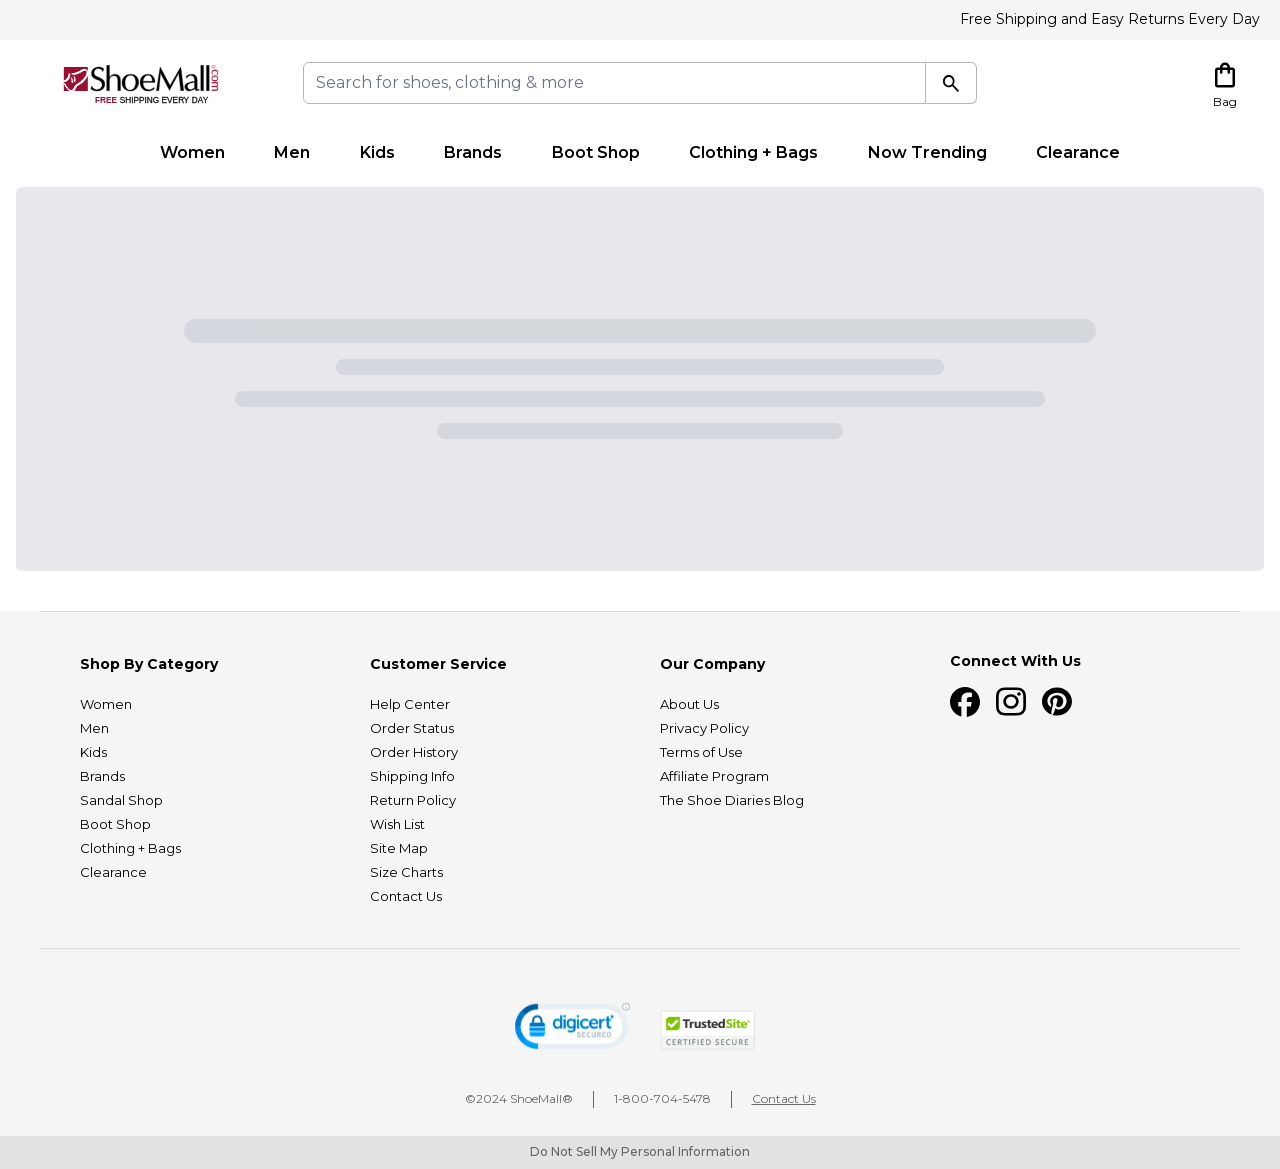 Free Shipping and Easy Returns Every Day
ShoeMall®.com
FREE SHIPPING EVERY DAY
Search for shoes, clothing & more
Bag
Women Men Kids Brands Boot Shop Clothing + Bags Now Trending Clearance
Shop By Category
Women
Men
Kids
Brands
Sandal Shop
Boot Shop
Clothing + Bags
Clearance
Customer Service
Help Center
Order Status
Order History
Shipping Info
Return Policy
Wish List
Site Map
Size Charts
Contact Us
Our Company
About Us
Privacy Policy
Terms of Use
Affiliate Program
The Shoe Diaries Blog
Connect With Us
digicert®
SECURED
TrustedSite®
CERTIFIED SECURE
©2024 ShoeMall® 1-800-704-5478 Contact Us
Do Not Sell My Personal Information